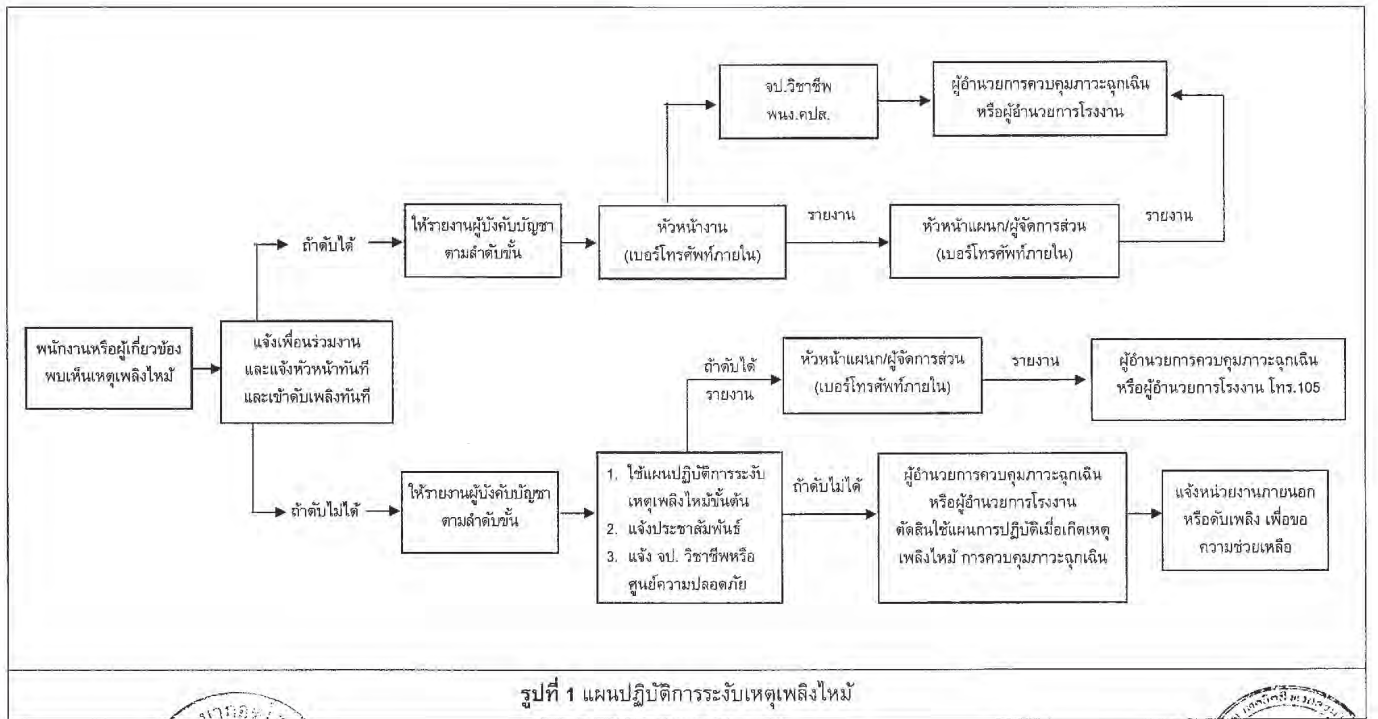 จป.วิชาชีพ
พนง.คปส.
ผู้อำนวยการควบคุมภาวะฉุกเฉิน
หรือผู้อำนวยการโรงงาน
ถ้าดับได้
ให้รายงานผู้บังคับบัญชา
ตามลำดับขั้น
หัวหน้างาน
(เบอร์โทรศัพท์ภายใน)
รายงาน
หัวหน้าแผนก/ผู้จัดการส่วน
(เบอร์โทรศัพท์ภายใน)
รายงาน
พนักงานหรือผู้เกี่ยวข้อง
พบเห็นเหตุเพลิงไหม้
แจ้งเพื่อนร่วมงาน
และแจ้งหัวหน้าทันที
และเข้าดับเพลิงทันที
ถ้าดับได้
รายงาน
หัวหน้าแผนก/ผู้จัดการส่วน
(เบอร์โทรศัพท์ภายใน)
รายงาน
ผู้อำนวยการควบคุมภาวะฉุกเฉิน
หรือผู้อำนวยการโรงงาน โทร.105
ถ้าดับไม่ได้
ให้รายงานผู้บังคับบัญชา
ตามลำดับขั้น
1. ใช้แผนปฏิบัติการระงับ
เหตุเพลิงไหม้ขั้นต้น
2. แจ้งประชาสัมพันธ์
3. แจ้ง จป. วิชาชีพหรือ
ศูนย์ความปลอดภัย
ถ้าดับไม่ได้
ผู้อำนวยการควบคุมภาวะฉุกเฉิน
หรือผู้อำนวยการโรงงาน
ตัดสินใช้แผนการปฏิบัติเมื่อเกิดเหตุ
เพลิงไหม้ การควบคุมภาวะฉุกเฉิน
แจ้งหน่วยงานภายนอก
หรือดับเพลิง เพื่อขอ
ความช่วยเหลือ
รูปที่ 1 แผนปฏิบัติการระงับเหตุเพลิงไหม้